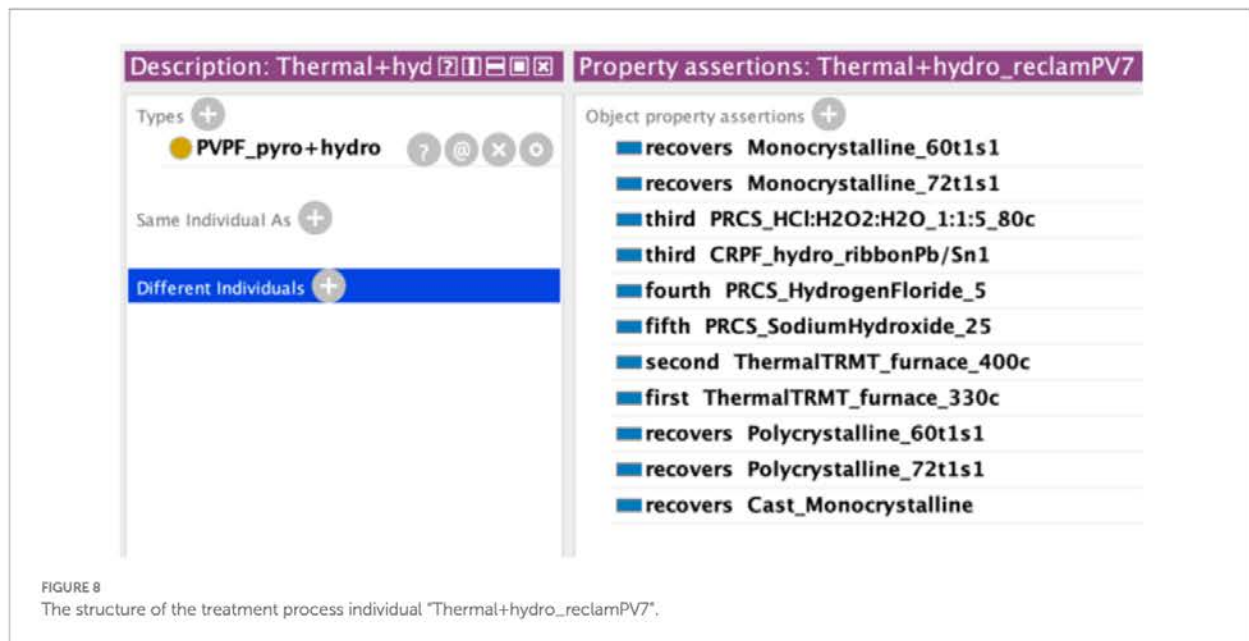 Description: Thermal+hyd
Types
PVPF_pyro+hydro
Same Individual As
Different Individuals
Property assertions: Thermal+hydro_reclamPV7
Object property assertions
recovers Monocrystalline_60t1s1
recovers Monocrystalline_72t1s1
third PRCS_HCl:H2O2:H2O_1:1:5_80c
third CRPF_hydro_ribbonPb/Sn1
fourth PRCS_HydrogenFloride_5
fifth PRCS_SodiumHydroxide_25
second ThermalTRMT_furnace_400c
first ThermalTRMT_furnace_330c
recovers Polycrystalline_60t1s1
recovers Polycrystalline_72t1s1
recovers Cast_Monocrystalline
FIGURE 8
The structure of the treatment process individual "Thermal+hydro_reclamPV7".